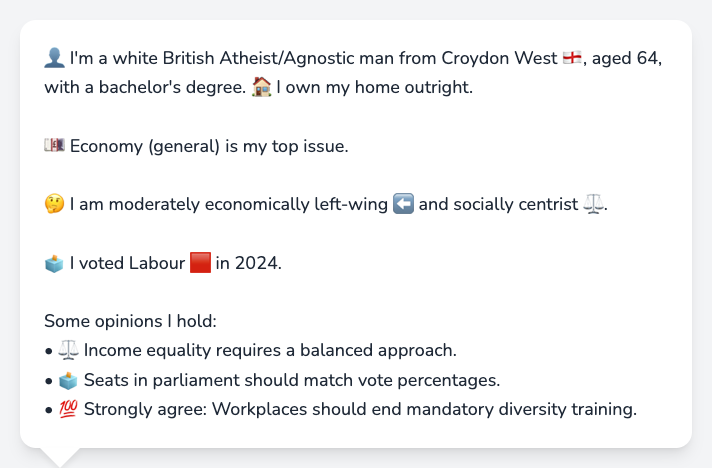 👤 I'm a white British Atheist/Agnostic man from Croydon West 🏴󠁧󠁢󠁥󠁮󠁧󠁿, aged 64,
with a bachelor's degree. 🏠 I own my home outright.
💷 Economy (general) is my top issue.
🤔 I am moderately economically left-wing ⬅️ and socially centrist ⚖️.
🗳️ I voted Labour 🟥 in 2024.
Some opinions I hold:
• ⚖️ Income equality requires a balanced approach.
• 🗳️ Seats in parliament should match vote percentages.
• 💯 Strongly agree: Workplaces should end mandatory diversity training.